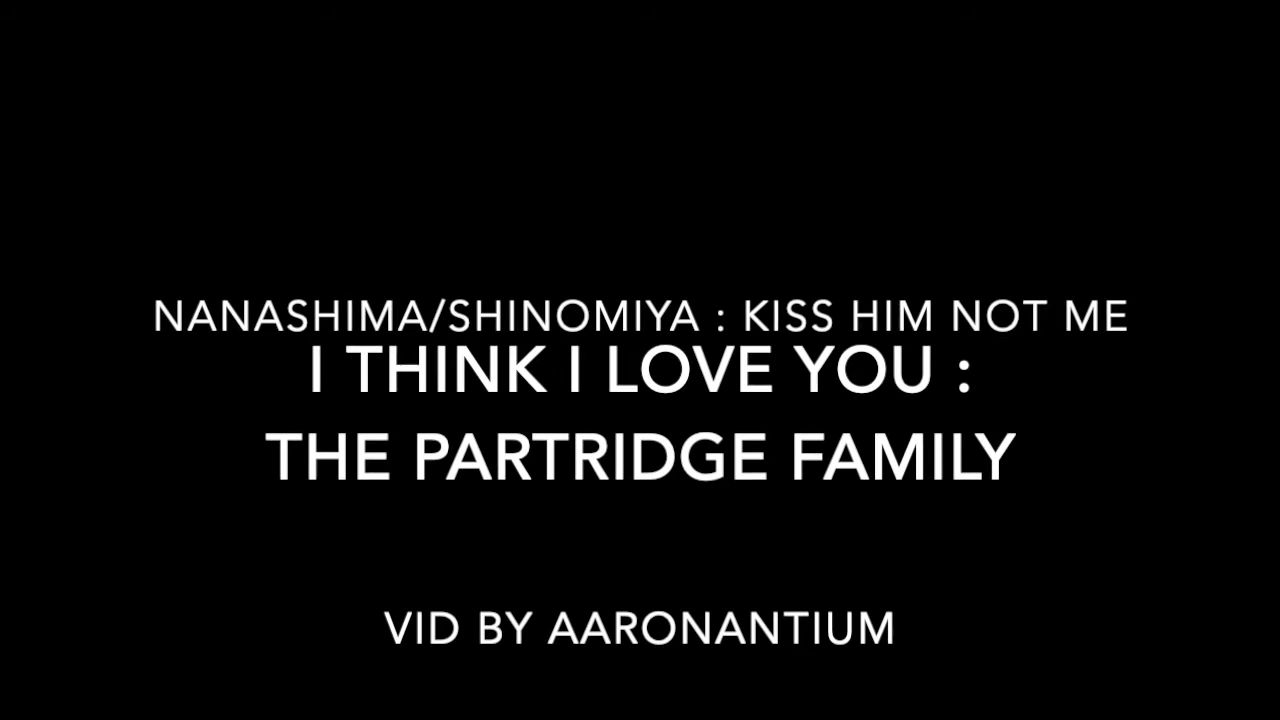 NANASHIMA/SHINOMIYA : KISS HIM NOT ME
I THINK I LOVE YOU :
THE PARTRIDGE FAMILY
VID BY AARONANTIUM